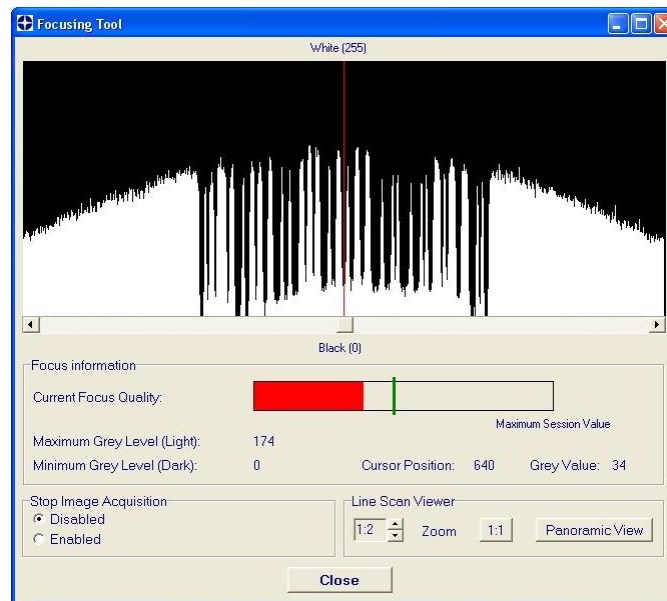 Focusing Tool
White (255)
Black (0)
Focus information
Current Focus Quality:
Maximum Session Value
Maximum Grey Level (Light): 174
Minimum Grey Level (Dark): 0 Cursor Position: 640 Grey Value: 34
Stop Image Acquisition
Disabled
Enabled
Line Scan Viewer
1:2 Zoom 1:1 Panoramic View
Close